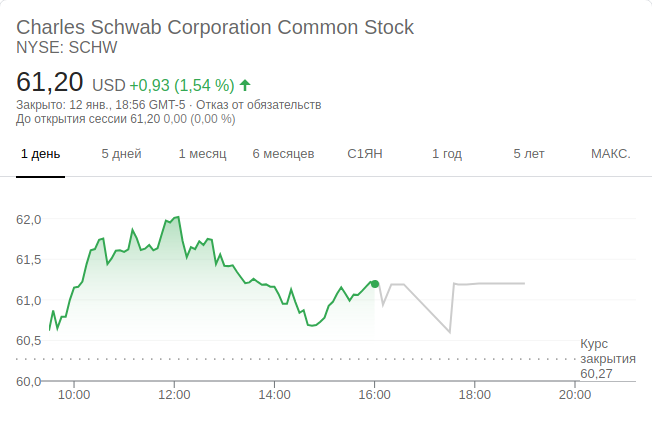 Charles Schwab Corporation Common Stock
NYSE: SCHW
61,20 USD +0,93 (1,54 %)
Закрыто: 12 янв., 18:56 GMT-5 · Отказ от обязательств
До открытия сессии 61,20 0,00 (0,00 %)
1 день 5 дней 1 месяц 6 месяцев С1ЯН 1 год 5 лет МАКС.
62,0
61,5
61,0
60,5
Курс
закрытия
60,27
60,0
10:00 12:00 14:00 16:00 18:00 20:00